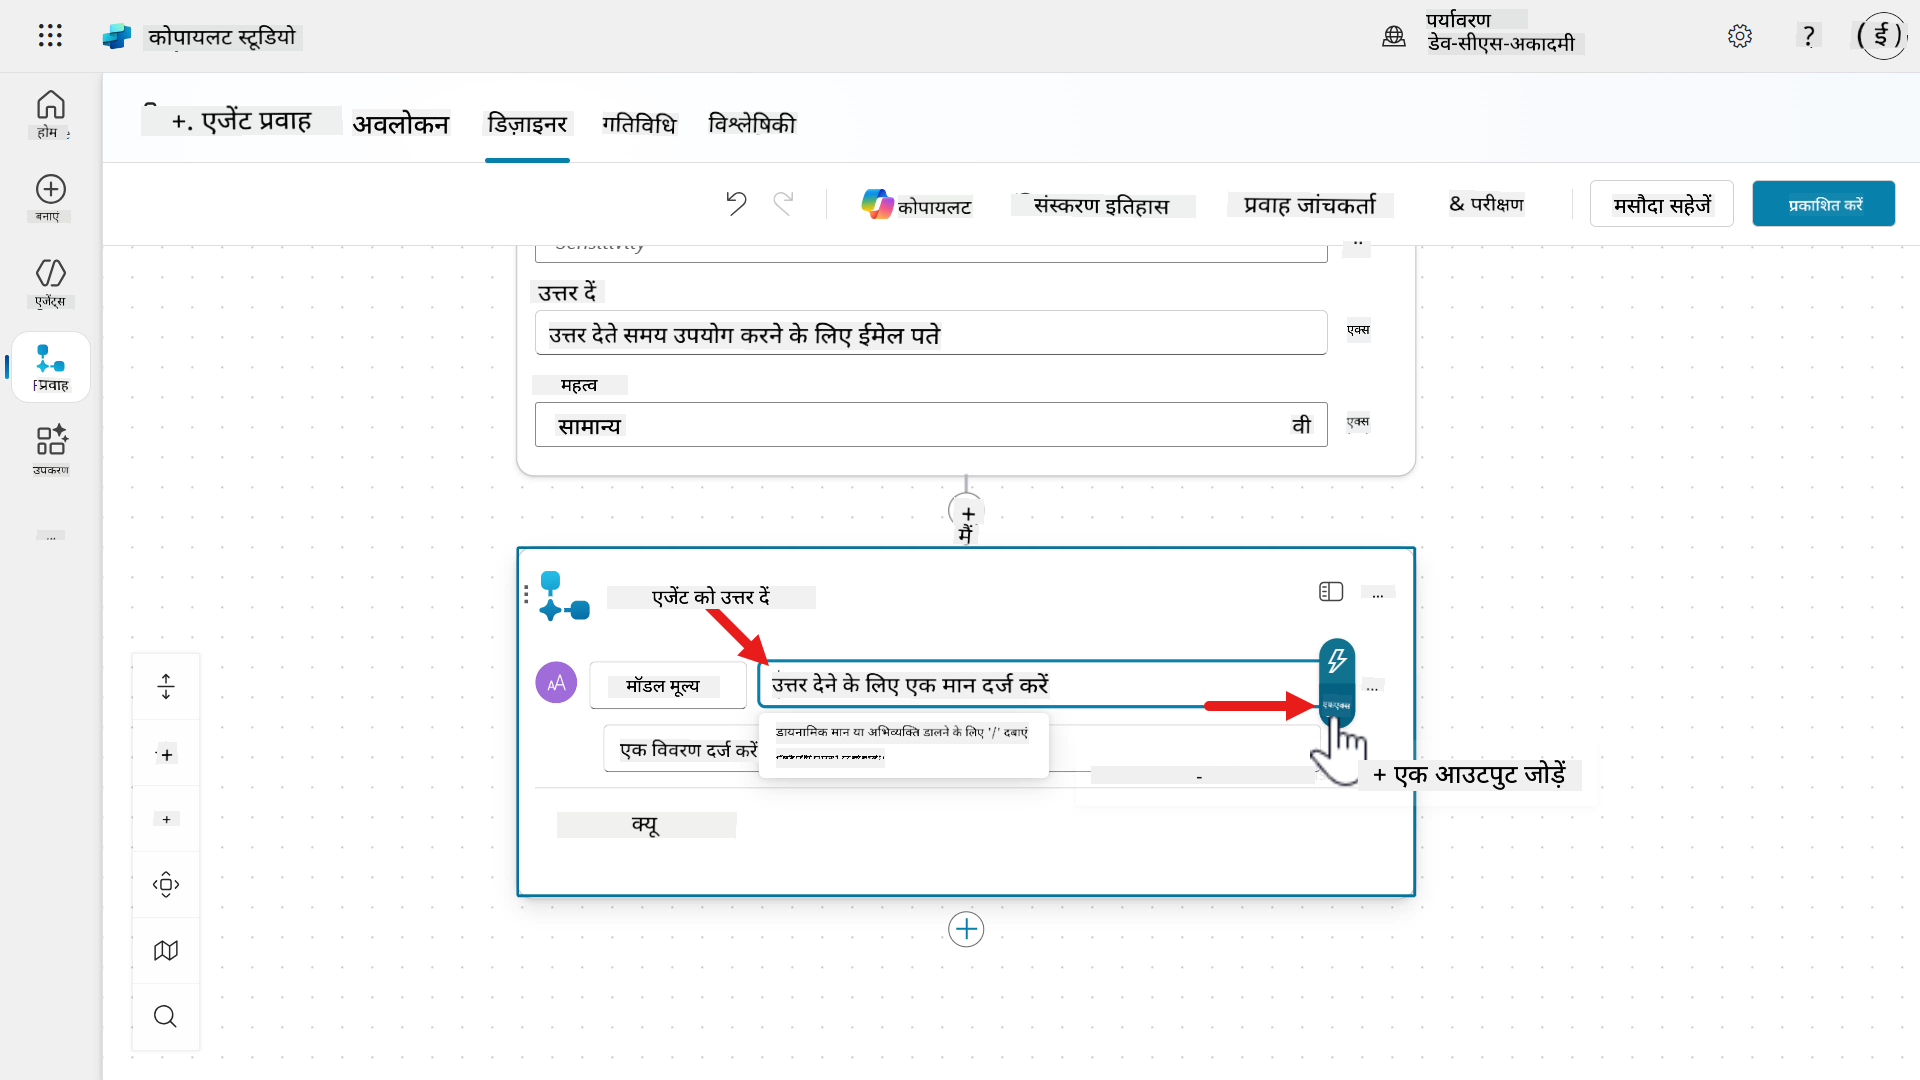 कोपायलट स्टूडियो
पर्यावरण
डेव-सीएस-अकादमी
?
( ई )
होम
बनाएं
एजेंट्स
प्रवाह
उपकरण
...
+. एजेंट प्रवाह
अवलोकन
डिज़ाइनर
गतिविधि
विश्लेषिकी
कोपायलट
संस्करण इतिहास
प्रवाह जांचकर्ता
& परीक्षण
मसौदा सहेजें
प्रकाशित करें
Sensitivity
उत्तर दें
उत्तर देते समय उपयोग करने के लिए ईमेल पते
एक्स
महत्व
सामान्य
वी
एक्स
+
मैं
एजेंट को उत्तर दें
...
AA
मॉडल मूल्य
उत्तर देने के लिए एक मान दर्ज करें
एफएक्स
...
एक विवरण दर्ज करें
डायनामिक मान या अभिव्यक्ति डालने के लिए '/' दबाएं
-
+ एक आउटपुट जोड़ें
क्यू
+
+